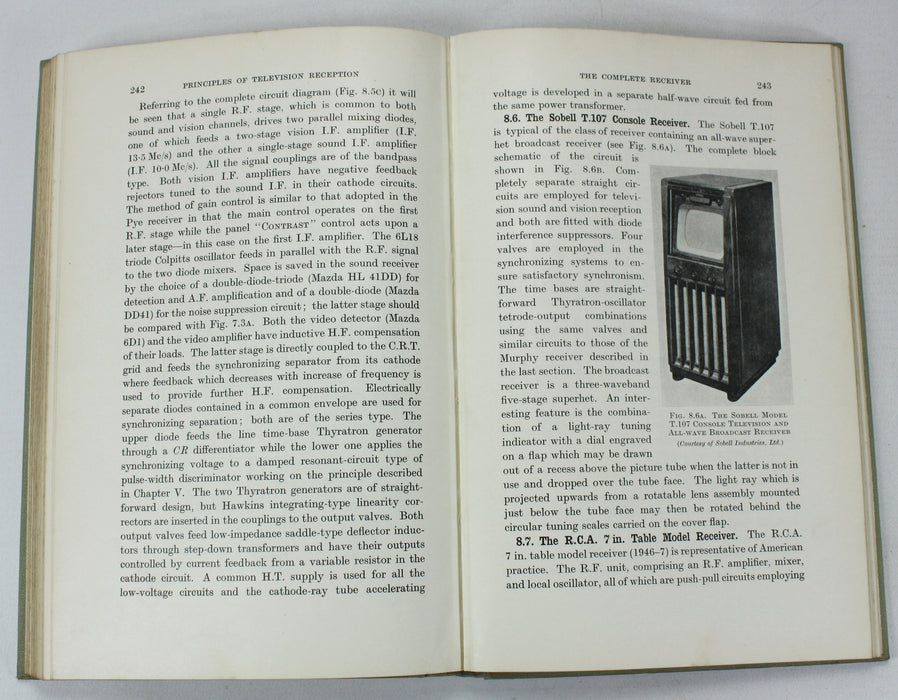 242 PRINCIPLES OF TELEVISION RECEPTION
Referring to the complete circuit diagram (Fig. 8.5C) it will
be seen that a single R.F. stage, which is common to both
sound and vision channels, drives two parallel mixing diodes,
one of which feeds a two-stage vision I.F. amplifier (I.F.
13·5 Mc/s) and the other a single-stage sound I.F. amplifier
(I.F. 10·0 Mc/s). All the signal couplings are of the bandpass
type. Both vision I.F. amplifiers have negative feedback
rejectors tuned to the sound I.F. in their cathode circuits.
The method of gain control is similar to that adopted in the
Pye receiver in that the main control operates on the first
R.F. stage while the panel "CONTRAST" control acts upon a
later stage—in this case on the first I.F. amplifier. The 6L18
triode Colpitts oscillator feeds in parallel with the R.F. signal
to the two diode mixers. Space is saved in the sound receiver
by the choice of a double-diode-triode (Mazda HL 41DD) for
detection and A.F. amplification and of a double-diode (Mazda
DD41) for the noise suppression circuit; the latter stage should
be compared with Fig. 7.3A. Both the video detector (Mazda
6D1) and the video amplifier have inductive H.F. compensation
of their loads. The latter stage is directly coupled to the C.R.T.
grid and feeds the synchronizing separator from its cathode
where feedback which decreases with increase of frequency is
used to provide further H.F. compensation. Electrically
separate diodes contained in a common envelope are used for
synchronizing separation; both are of the series type. The
upper diode feeds the line time-base Thyratron generator
through a CR differentiator while the lower one applies the
synchronizing voltage to a damped resonant-circuit type of
pulse-width discriminator working on the principle described
in Chapter V. The two Thyratron generators are of straight-
forward design, but Hawkins integrating-type linearity cor-
rectors are inserted in the couplings to the output valves. Both
output valves feed low-impedance saddle-type deflector induc-
tors through step-down transformers and have their outputs
controlled by current feedback from a variable resistor in the
cathode circuit. A common H.T. supply is used for all the
low-voltage circuits and the cathode-ray tube accelerating
THE COMPLETE RECEIVER 243
voltage is developed in a separate half-wave circuit fed from
the same power transformer.
8.6. The Sobell T.107 Console Receiver. The Sobell T.107
is typical of the class of receiver containing an all-wave super-
het broadcast receiver (see Fig. 8.6A). The complete block
schematic of the circuit is
shown in Fig. 8.6B. Com-
pletely separate straight cir-
cuits are employed for televi-
sion sound and vision reception
and both are fitted with diode
interference suppressors. Four
valves are employed in the
synchronizing systems to en-
sure satisfactory synchronism.
The time bases are straight-
forward Thyratron-oscillator
tetrode-output combinations
using the same valves and
similar circuits to those of the
Murphy receiver described in
the last section. The broadcast
receiver is a three-waveband
five-stage superhet. An inter-
esting feature is the combina-
tion of a light-ray tuning
indicator with a dial engraved
on a flap which may be drawn
out of a recess above the picture tube when the latter is not in
use and dropped over the tube face. The light ray which is
projected upwards from a rotatable lens assembly mounted
just below the tube face may then be rotated behind the
circular tuning scales carried on the cover flap.
FIG. 8.6A. THE SOBELL MODEL
T.107 CONSOLE TELEVISION AND
ALL-WAVE BROADCAST RECEIVER
(Courtesy of Sobell Industries, Ltd.)
8.7. The R.C.A. 7 in. Table Model Receiver. The R.C.A.
7 in. table model receiver (1946–7) is representative of American
practice. The R.F. unit, comprising an R.F. amplifier, mixer,
and local oscillator, all of which are push-pull circuits employing